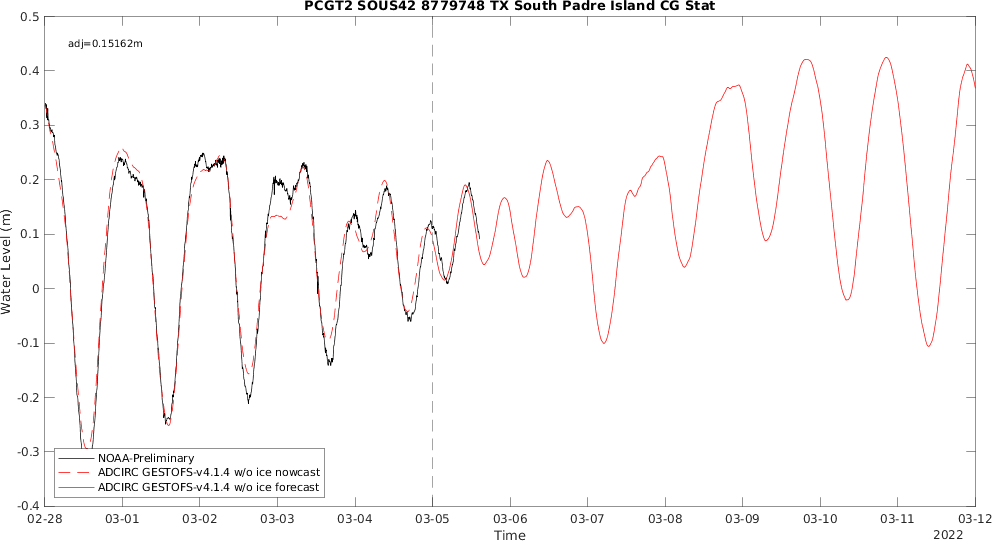 PCGT2 SOUS42 8779748 TX South Padre Island CG Stat
adj=0.15162m
0.5
0.4
0.3
0.2
0.1
0
-0.1
-0.2
-0.3
-0.4
Water Level (m)
NOAA-Preliminary
ADCIRC GESTOFS-v4.1.4 w/o ice nowcast
ADCIRC GESTOFS-v4.1.4 w/o ice forecast
02-28 03-01 03-02 03-03 03-04 03-05 03-06 03-07 03-08 03-09 03-10 03-11 03-12
Time
2022